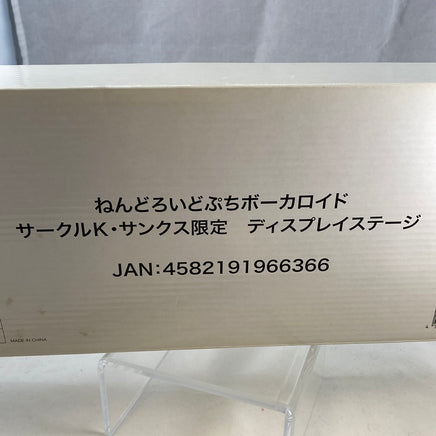 ねんどろいどぷちボーカロイド
サークルK・サンクス限定　ディスプレイステージ
JAN：4582191966366
MADE IN CHINA